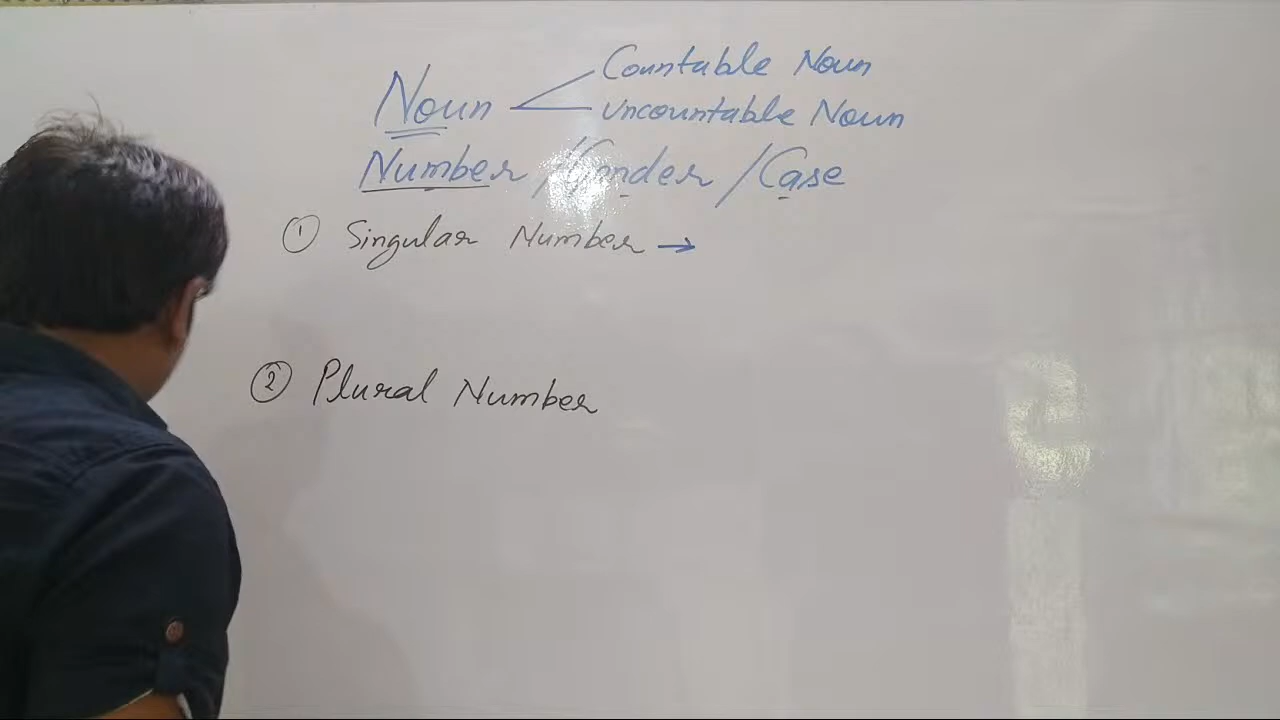 Noun
Countable Noun
Uncountable Noun
Number / Gender / Case
① Singular Number →
② Plural Number